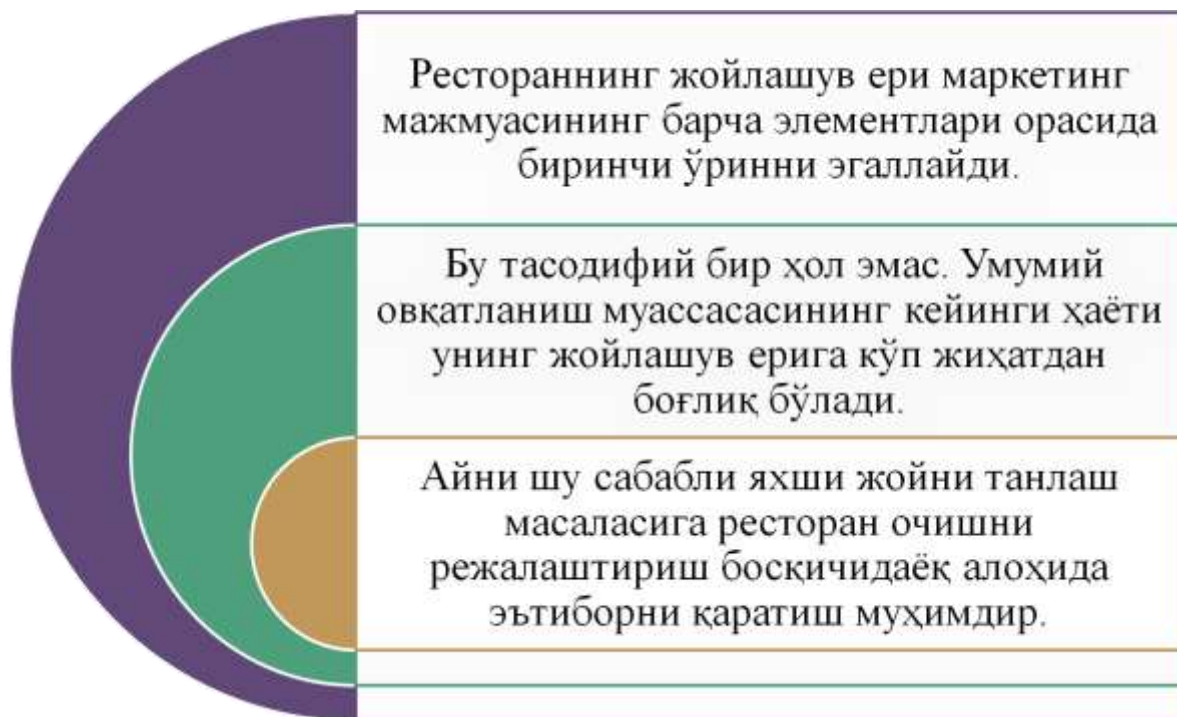 Рестораннинг жойлашув ери маркетинг
мажмуасининг барча элементлари орасида
биринчи ўринни эгаллайди.
Бу тасодифий бир ҳол эмас. Умумий
овқатланиш муассасасининг кейинги ҳаёти
унинг жойлашув ерига кўп жиҳатдан
боғлиқ бўлади.
Айни шу сабабли яхши жойни танлаш
масаласига ресторан очишни
режалаштириш босқичидаёқ алоҳида
эътиборни қаратиш муҳимдир.